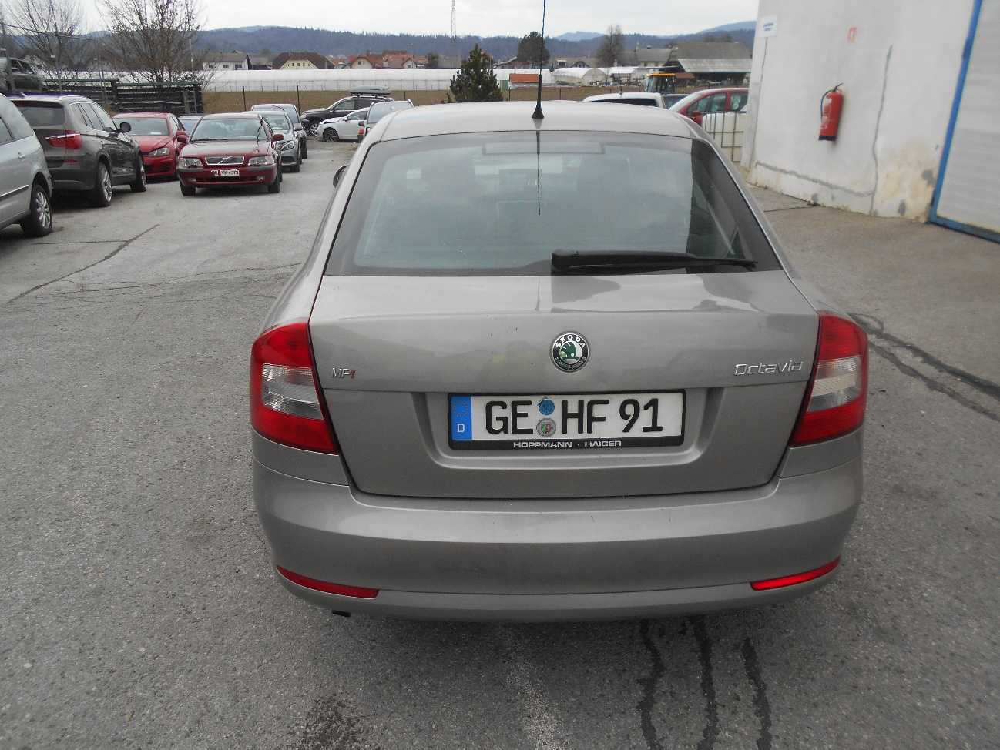 ŠKODA
MPI
Octavia
D GE HF 91
HOPPMANN · HAIGER